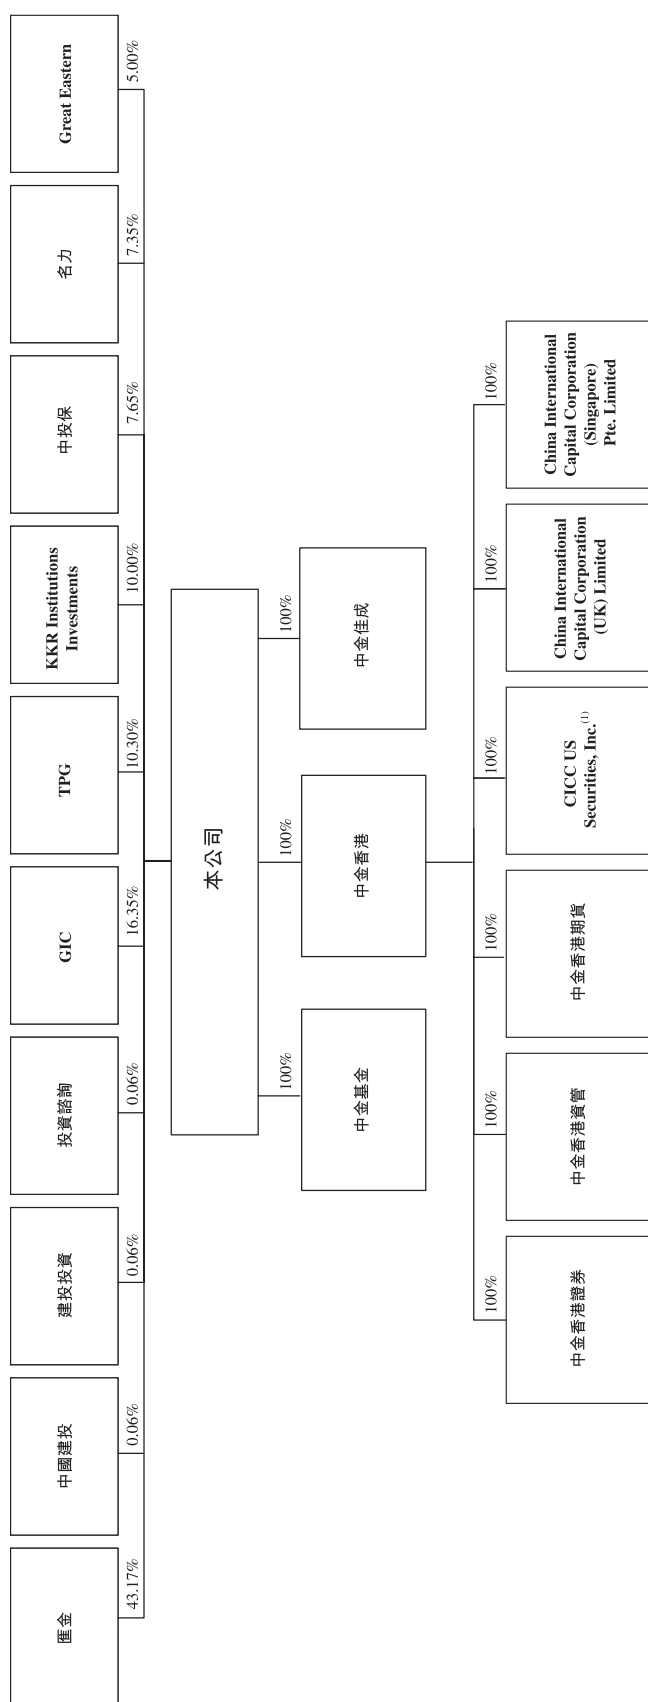 匯金
中國建投
建投投資
投資諮詢
GIC
TPG
KKR Institutions
Investments
中投保
名力
Great Eastern
43.17%
0.06%
0.06%
0.06%
16.35%
10.30%
10.00%
7.65%
7.35%
5.00%
本公司
100%
100%
100%
中金基金
中金香港
中金佳成
100%
100%
100%
100%
100%
100%
中金香港證券
中金香港資管
中金香港期貨
CICC US
Securities, Inc.(1)
China International
Capital Corporation
(UK) Limited
China International
Capital Corporation
(Singapore)
Pte. Limited